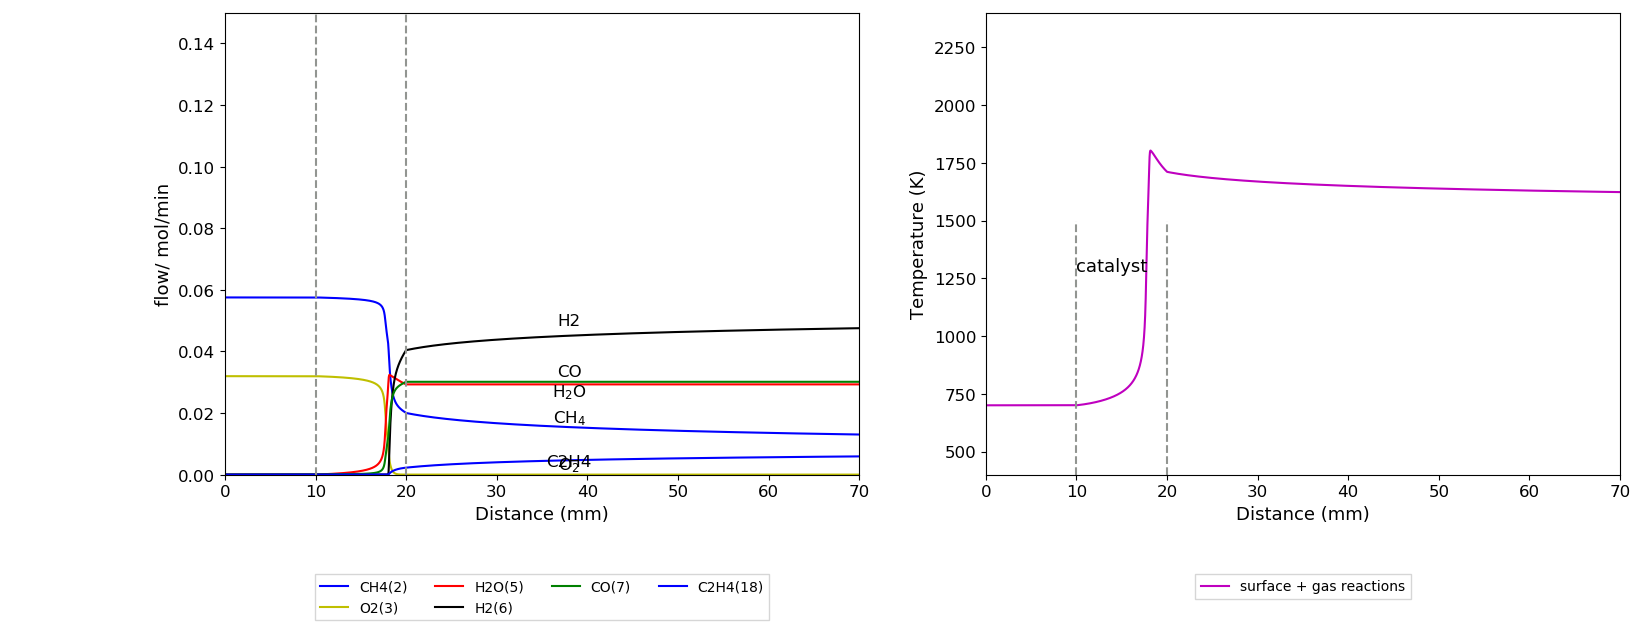 0.14
0.12
0.10
0.08
0.06
0.04
0.02
0.00
flow/ mol/min
H2
CO
H₂O
CH₄
C2H4
O₂
0 10 20 30 40 50 60 70
Distance (mm)
CH4(2) H2O(5) CO(7) C2H4(18)
O2(3) H2(6)
2250
2000
1750
1500
1250
1000
750
500
Temperature (K)
catalyst
0 10 20 30 40 50 60 70
Distance (mm)
surface + gas reactions